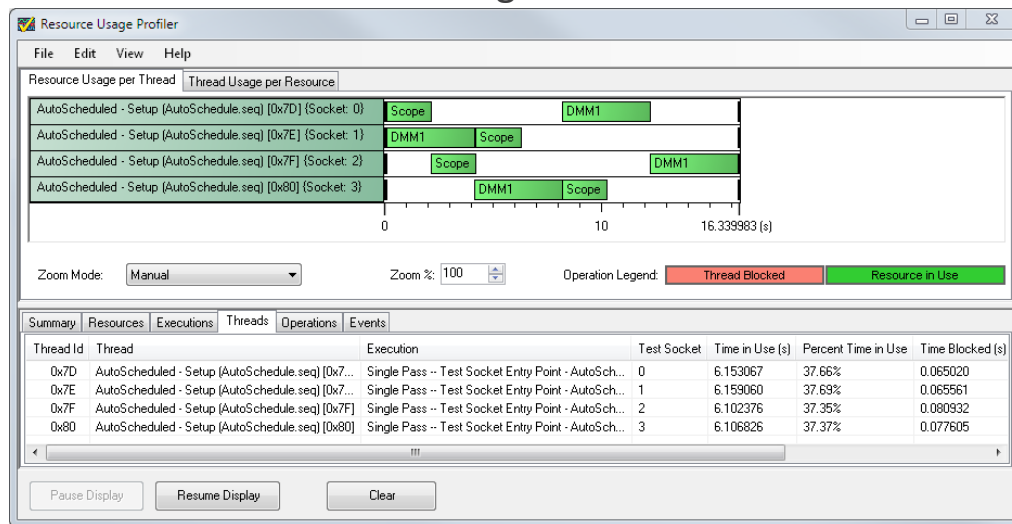 Resource Usage Profiler
File Edit View Help
Resource Usage per Thread Thread Usage per Resource
AutoScheduled - Setup (AutoSchedule.seq) [0x7D] {Socket: 0} Scope DMM1
AutoScheduled - Setup (AutoSchedule.seq) [0x7E] {Socket: 1} DMM1 Scope
AutoScheduled - Setup (AutoSchedule.seq) [0x7F] {Socket: 2} Scope DMM1
AutoScheduled - Setup (AutoSchedule.seq) [0x80] {Socket: 3} DMM1 Scope
0 10 16.339983 (s)
Zoom Mode: Manual Zoom %: 100 Operation Legend: Thread Blocked Resource in Use
Summary Resources Executions Threads Operations Events
Thread Id Thread Execution Test Socket Time in Use (s) Percent Time in Use Time Blocked (s)
0x7D AutoScheduled - Setup (AutoSchedule.seq) [0x7... Single Pass -- Test Socket Entry Point - AutoSch... 0 6.153067 37.66% 0.065020
0x7E AutoScheduled - Setup (AutoSchedule.seq) [0x7... Single Pass -- Test Socket Entry Point - AutoSch... 1 6.159060 37.69% 0.065561
0x7F AutoScheduled - Setup (AutoSchedule.seq) [0x7F] Single Pass -- Test Socket Entry Point - AutoSch... 2 6.102376 37.35% 0.080932
0x80 AutoScheduled - Setup (AutoSchedule.seq) [0x80] Single Pass -- Test Socket Entry Point - AutoSch... 3 6.106826 37.37% 0.077605
Pause Display Resume Display Clear